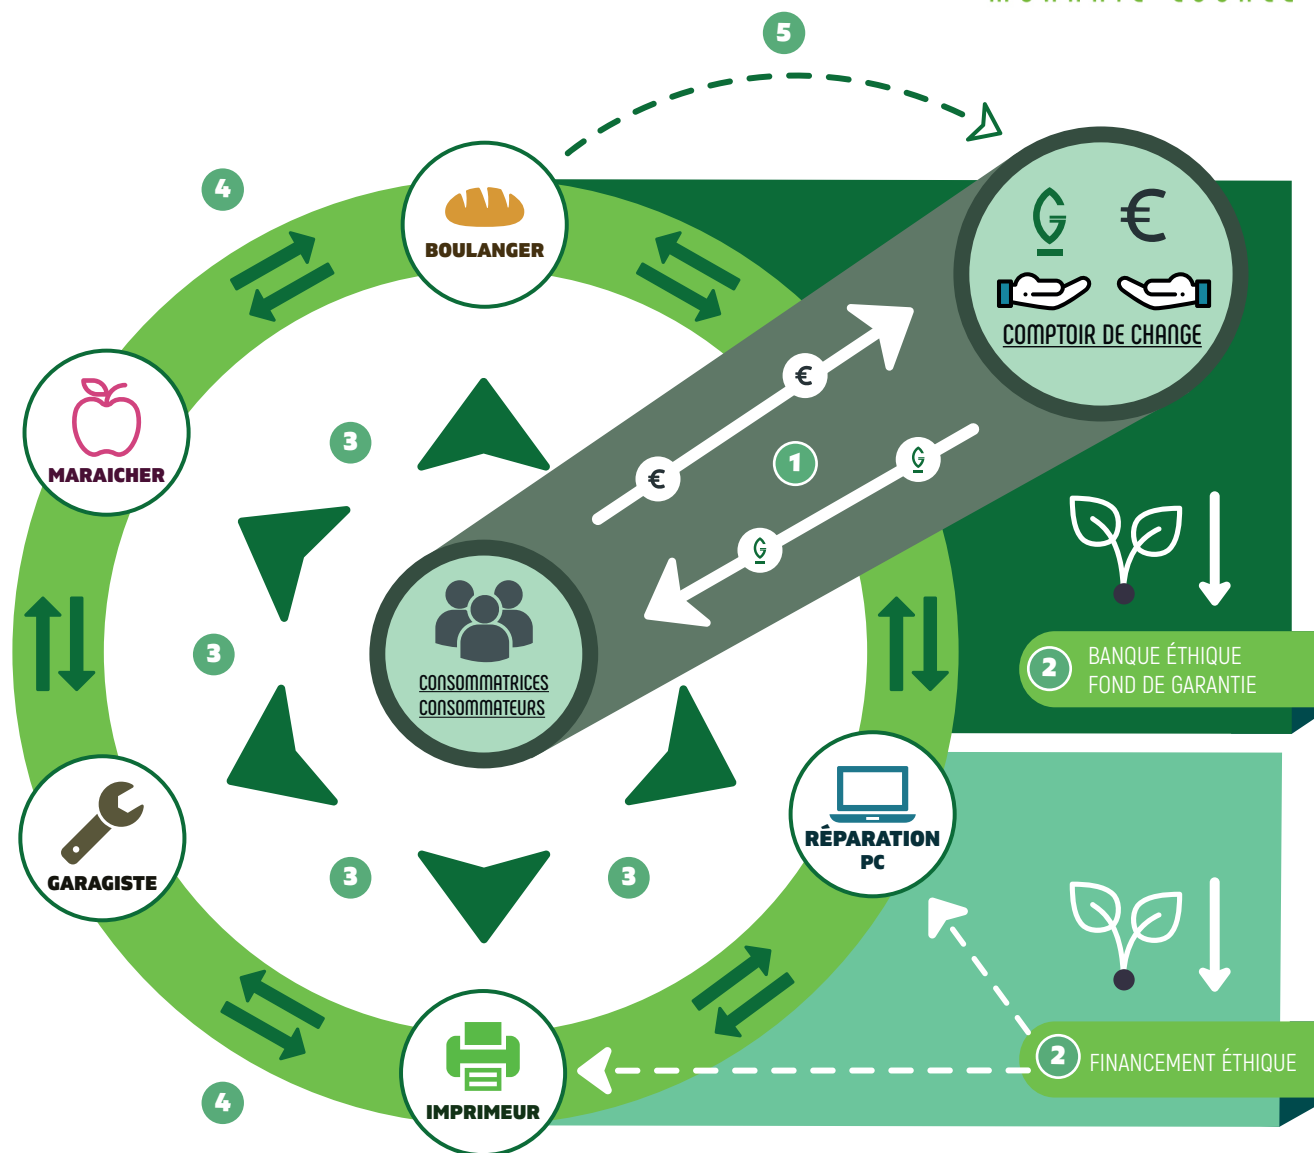 5
4
BOULANGER
G €
COMPTOIR DE CHANGE
€
MARAICHER
3
1
€
G
G
BANQUE ÉTHIQUE
2
FOND DE GARANTIE
3
CONSOMMATRICES
CONSOMMATEURS
RÉPARATION
PC
GARAGISTE
3
3
2 FINANCEMENT ÉTHIQUE
IMPRIMEUR
4